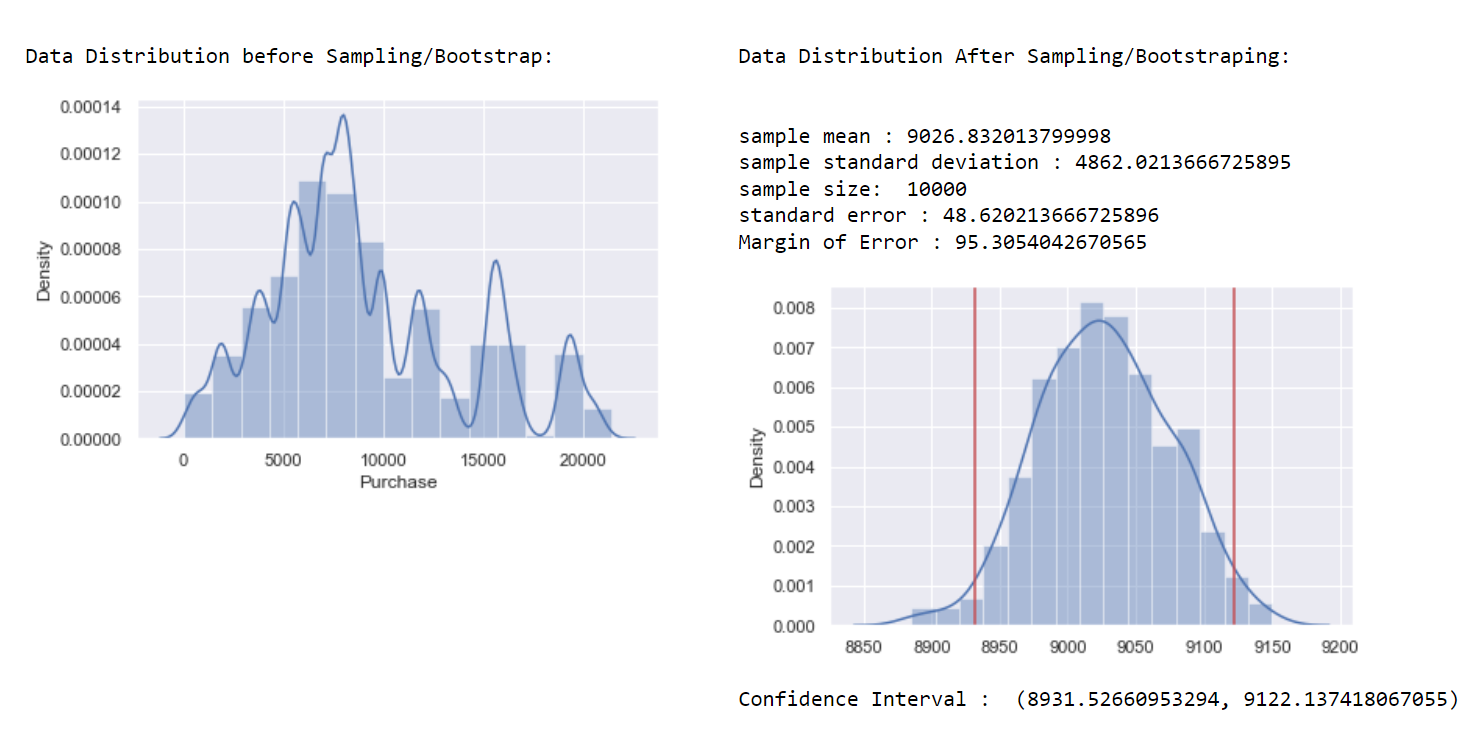 Data Distribution before Sampling/Bootstrap:
0.00014
0.00012
0.00010
0.00008
0.00006
0.00004
0.00002
0.00000
Density
0 5000 10000 15000 20000
Purchase
Data Distribution After Sampling/Bootstraping:
sample mean : 9026.832013799998
sample standard deviation : 4862.0213666725895
sample size:  10000
standard error : 48.620213666725896
Margin of Error : 95.3054042670565
0.008
0.007
0.006
0.005
0.004
0.003
0.002
0.001
0.000
Density
8850 8900 8950 9000 9050 9100 9150 9200
Confidence Interval :  (8931.52660953294, 9122.137418067055)